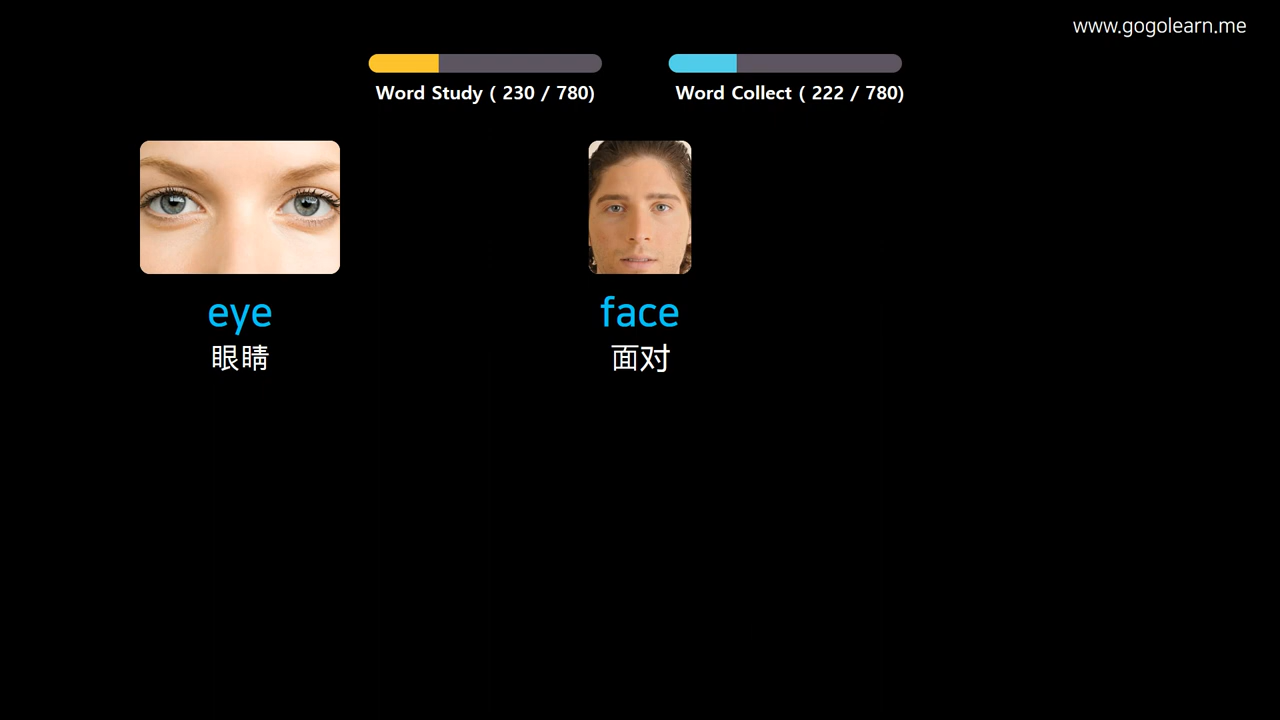 www.gogolearn.me
Word Study ( 230 / 780)
Word Collect ( 222 / 780)
eye
眼睛
face
面对